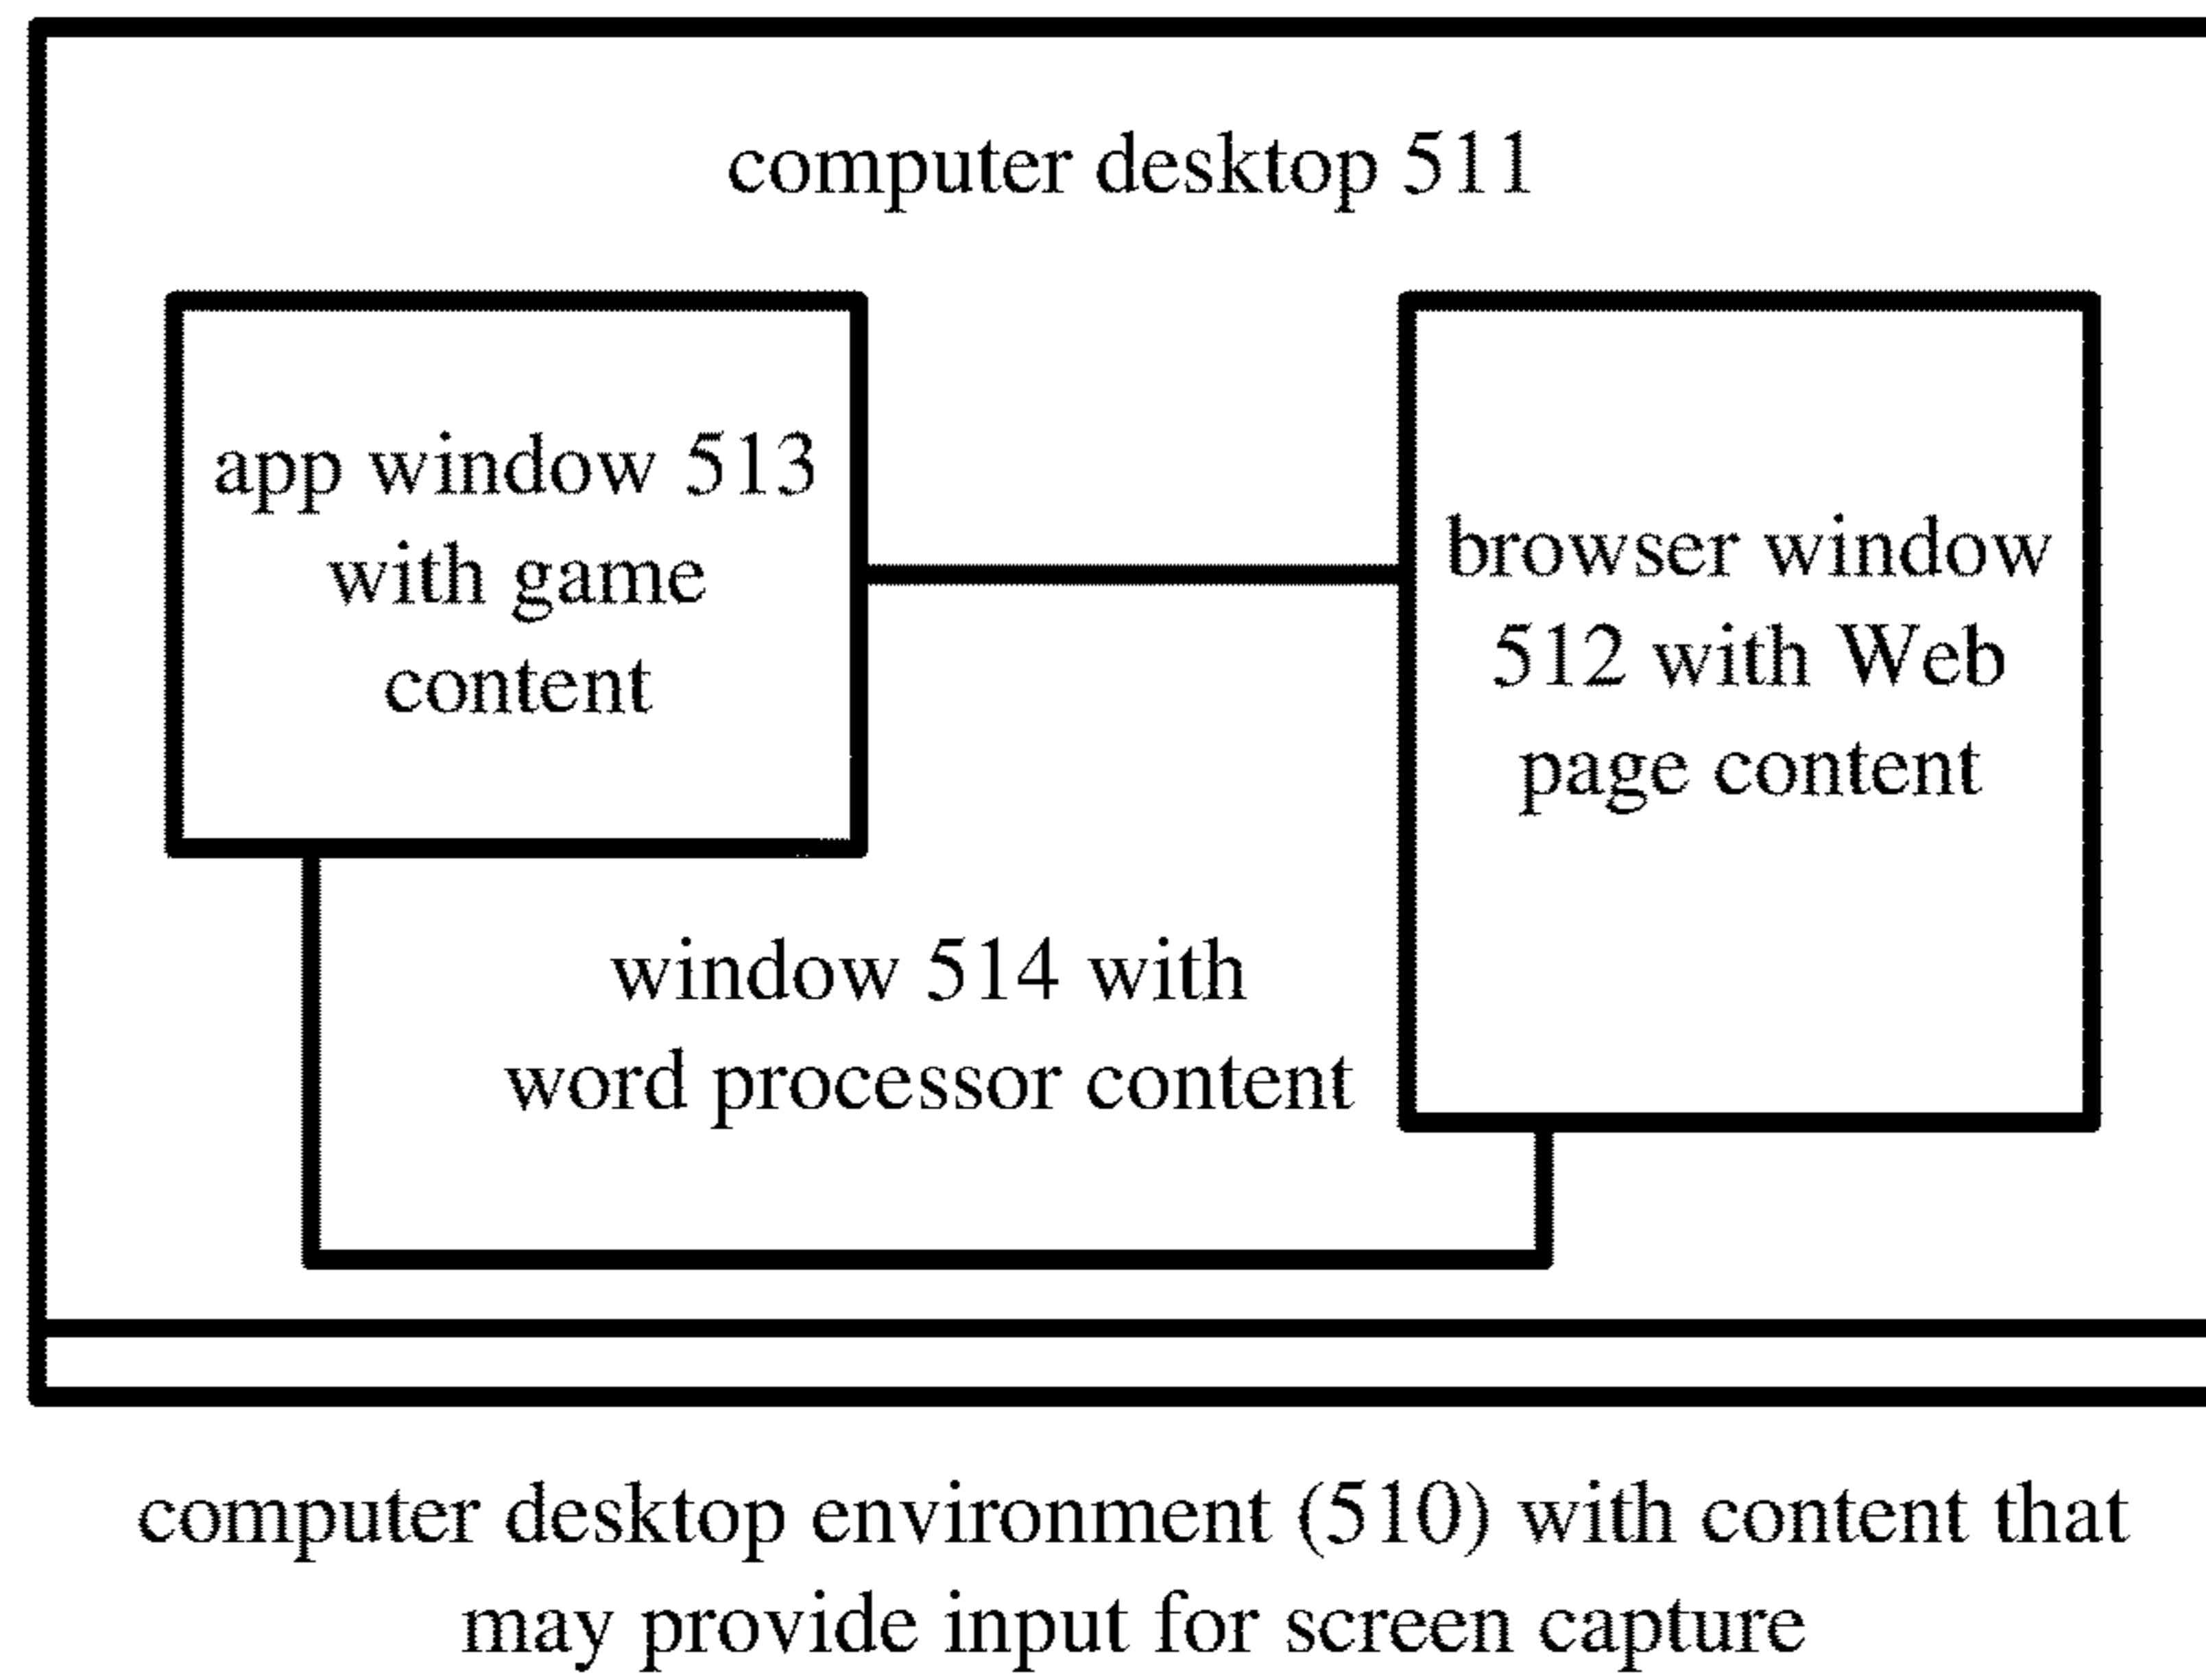 computer desktop 511
app window 513
with game
content
browser window
512 with Web
page content
window 514 with
word processor content
computer desktop environment (510) with content that
may provide input for screen capture